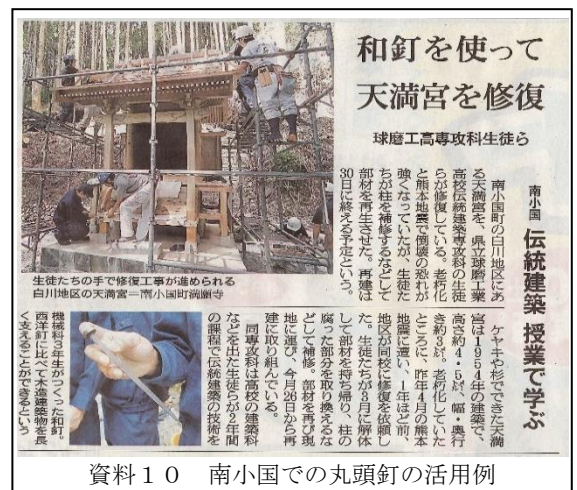 和釘を使って
天満宮を修復
球磨工高専攻科生徒ら
南小国
伝統建築 授業で学ぶ
南小国町の白川地区にあ
る天満宮を、県立球磨工業
高校伝統建築専攻科の生徒
らが修復している。老朽化
と熊本地震で倒壊の恐れが
強くなっていたが、生徒た
ちが柱を補修するなどして
部材を再生させた。再建は
30日に終える予定という。
ケヤキや杉でできた天満
宮は1954年の建築で、
高さ約4・5㍍、幅・奥行
き約3㍍。老朽化していた
ところに、昨年4月の熊本
地震に遭い、1年ほど前、
地区が同校に修復を依頼し
た。生徒たちが3月に解体
して部材を持ち帰り、柱の
腐った部分を取り換えるな
どして補修。部材を再び現
地に運び、今月26日から再
建に取り組んでいる。
同専攻科は高校の建築科
などを出た生徒らが2年間
の課程で伝統建築の技術を
生徒たちの手で修復工事が進められる
白川地区の天満宮＝南小国町満願寺
機械科3年生がつくった和釘。
西洋釘に比べて木造建築物を長
く支えることができるという
資料10 南小国での丸頭釘の活用例